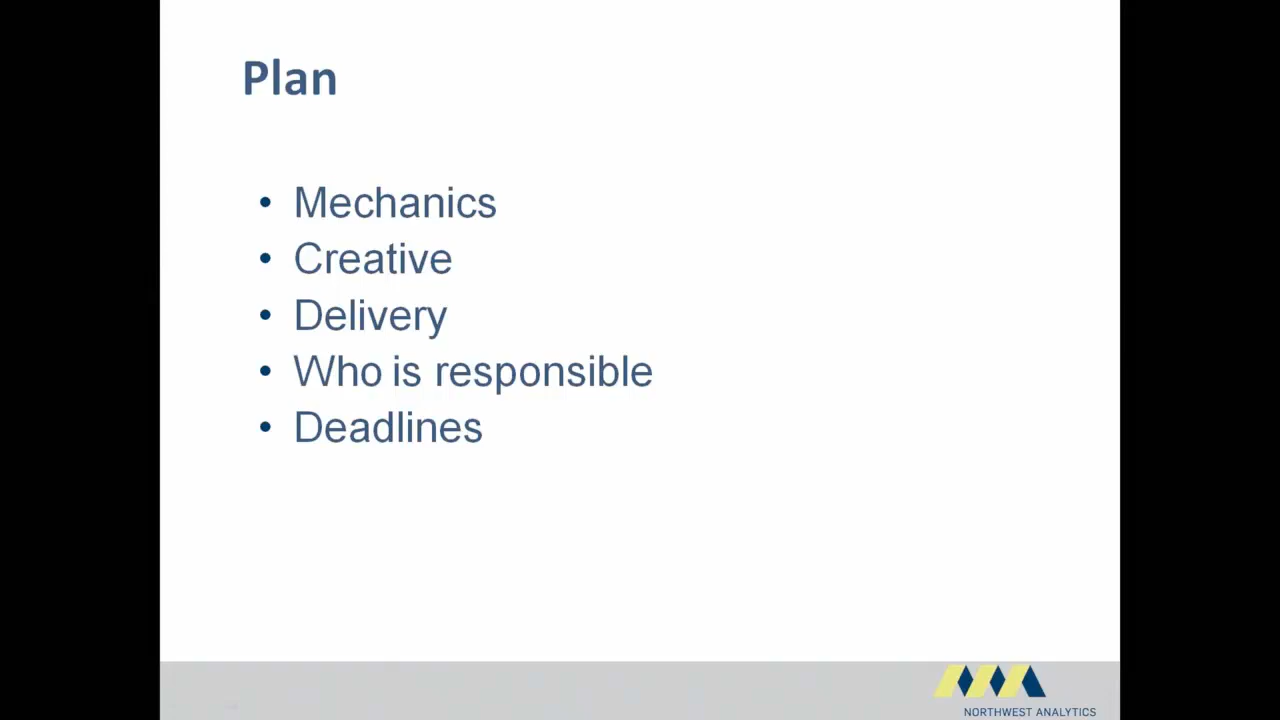 Plan
• Mechanics
• Creative
• Delivery
• Who is responsible
• Deadlines
NORTHWEST ANALYTICS